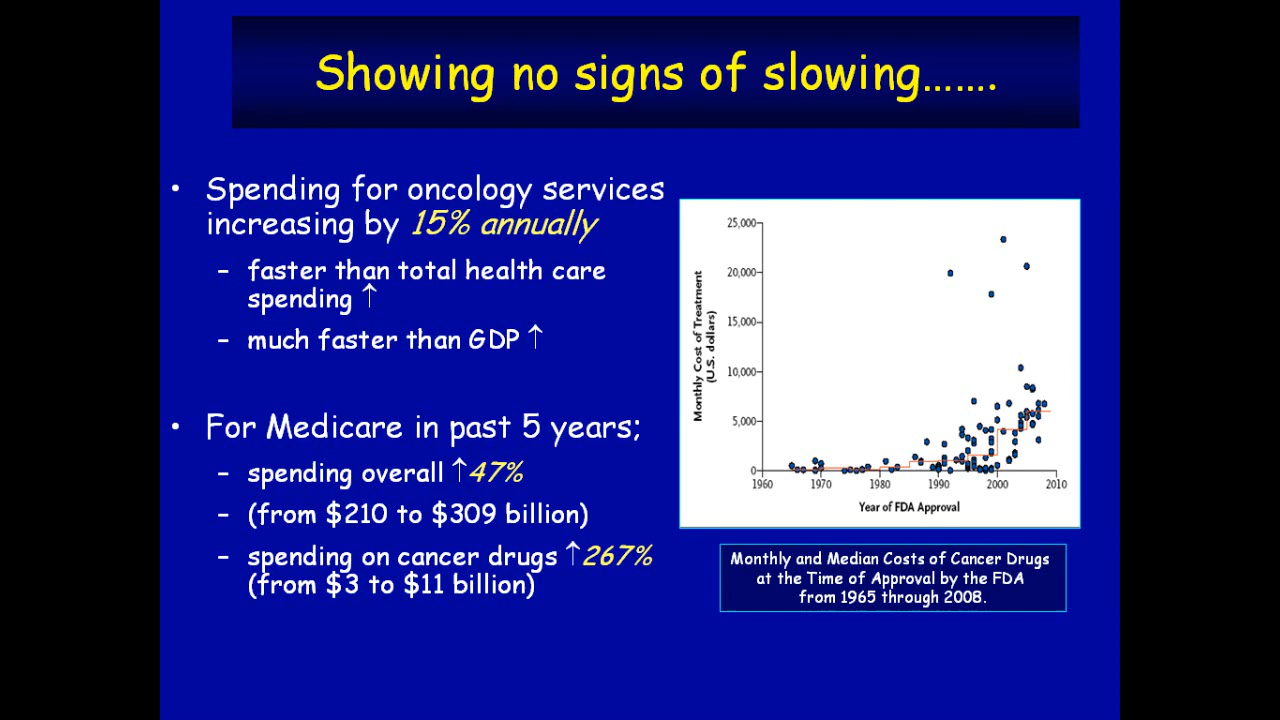 Showing no signs of slowing.......
• Spending for oncology services
increasing by 15% annually
– faster than total health care
spending ↑
– much faster than GDP ↑
• For Medicare in past 5 years;
– spending overall ↑47%
– (from $210 to $309 billion)
– spending on cancer drugs ↑267%
(from $3 to $11 billion)
Monthly Cost of Treatment
(U.S. dollars)
25,000
20,000
15,000
10,000
5,000
0
1960 1970 1980 1990 2000 2010
Year of FDA Approval
Monthly and Median Costs of Cancer Drugs
at the Time of Approval by the FDA
from 1965 through 2008.